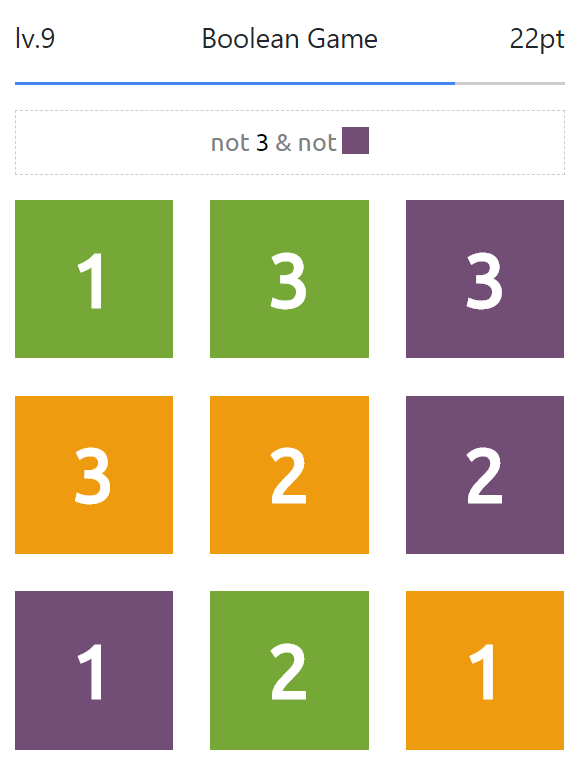 lv.9 Boolean Game 22pt
not 3 & not
1 3 3
3 2 2
1 2 1